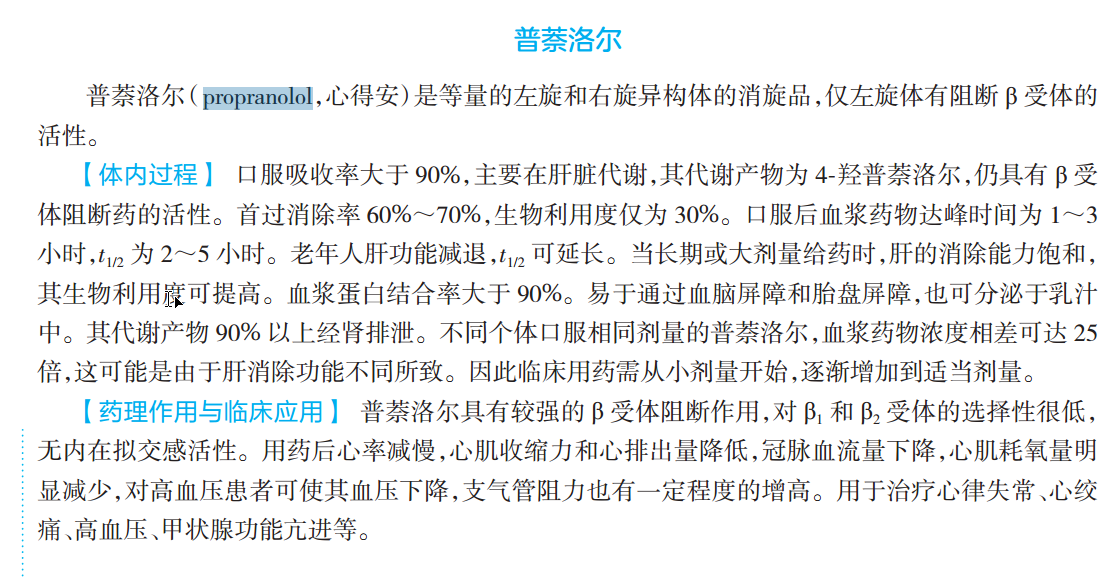 普萘洛尔
普萘洛尔(propranolol,心得安)是等量的左旋和右旋异构体的消旋品,仅左旋体有阻断 β 受体的
活性。
【体内过程】 口服吸收率大于 90%,主要在肝脏代谢,其代谢产物为 4-羟普萘洛尔,仍具有 β 受
体阻断药的活性。首过消除率 60%～70%,生物利用度仅为 30%。口服后血浆药物达峰时间为 1～3
小时,t1/2 为 2～5 小时。老年人肝功能减退,t1/2 可延长。当长期或大剂量给药时,肝的消除能力饱和,
其生物利用度可提高。血浆蛋白结合率大于 90%。易于通过血脑屏障和胎盘屏障,也可分泌于乳汁
中。其代谢产物 90% 以上经肾排泄。不同个体口服相同剂量的普萘洛尔,血浆药物浓度相差可达 25
倍,这可能是由于肝消除功能不同所致。因此临床用药需从小剂量开始,逐渐增加到适当剂量。
【药理作用与临床应用】 普萘洛尔具有较强的 β 受体阻断作用,对 β1 和 β2 受体的选择性很低,
无内在拟交感活性。用药后心率减慢,心肌收缩力和心排出量降低,冠脉血流量下降,心肌耗氧量明
显减少,对高血压患者可使其血压下降,支气管阻力也有一定程度的增高。用于治疗心律失常、心绞
痛、高血压、甲状腺功能亢进等。